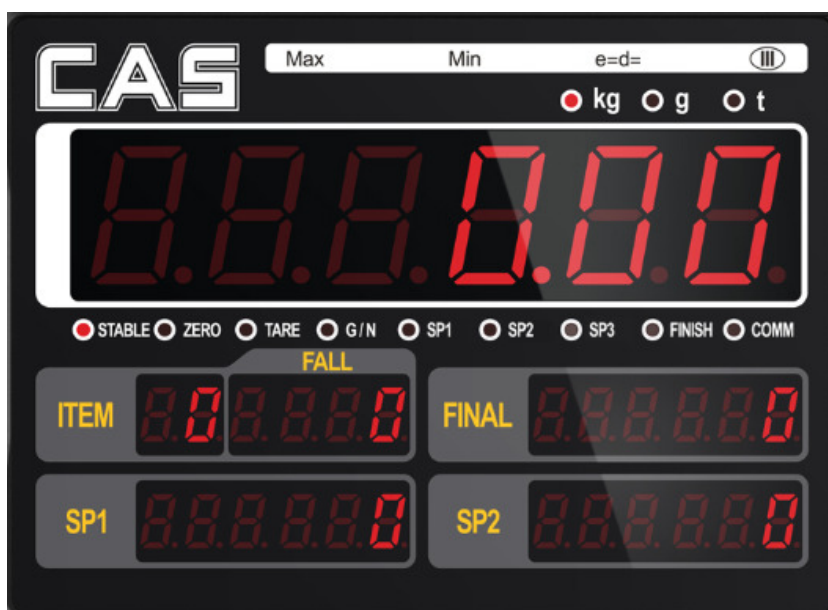 CAS
Max Min e=d= III
kg g t
0.00
STABLE ZERO TARE G/N SP1 SP2 SP3 FINISH COMM
FALL
ITEM 0 0 FINAL 0
SP1 0 SP2 0